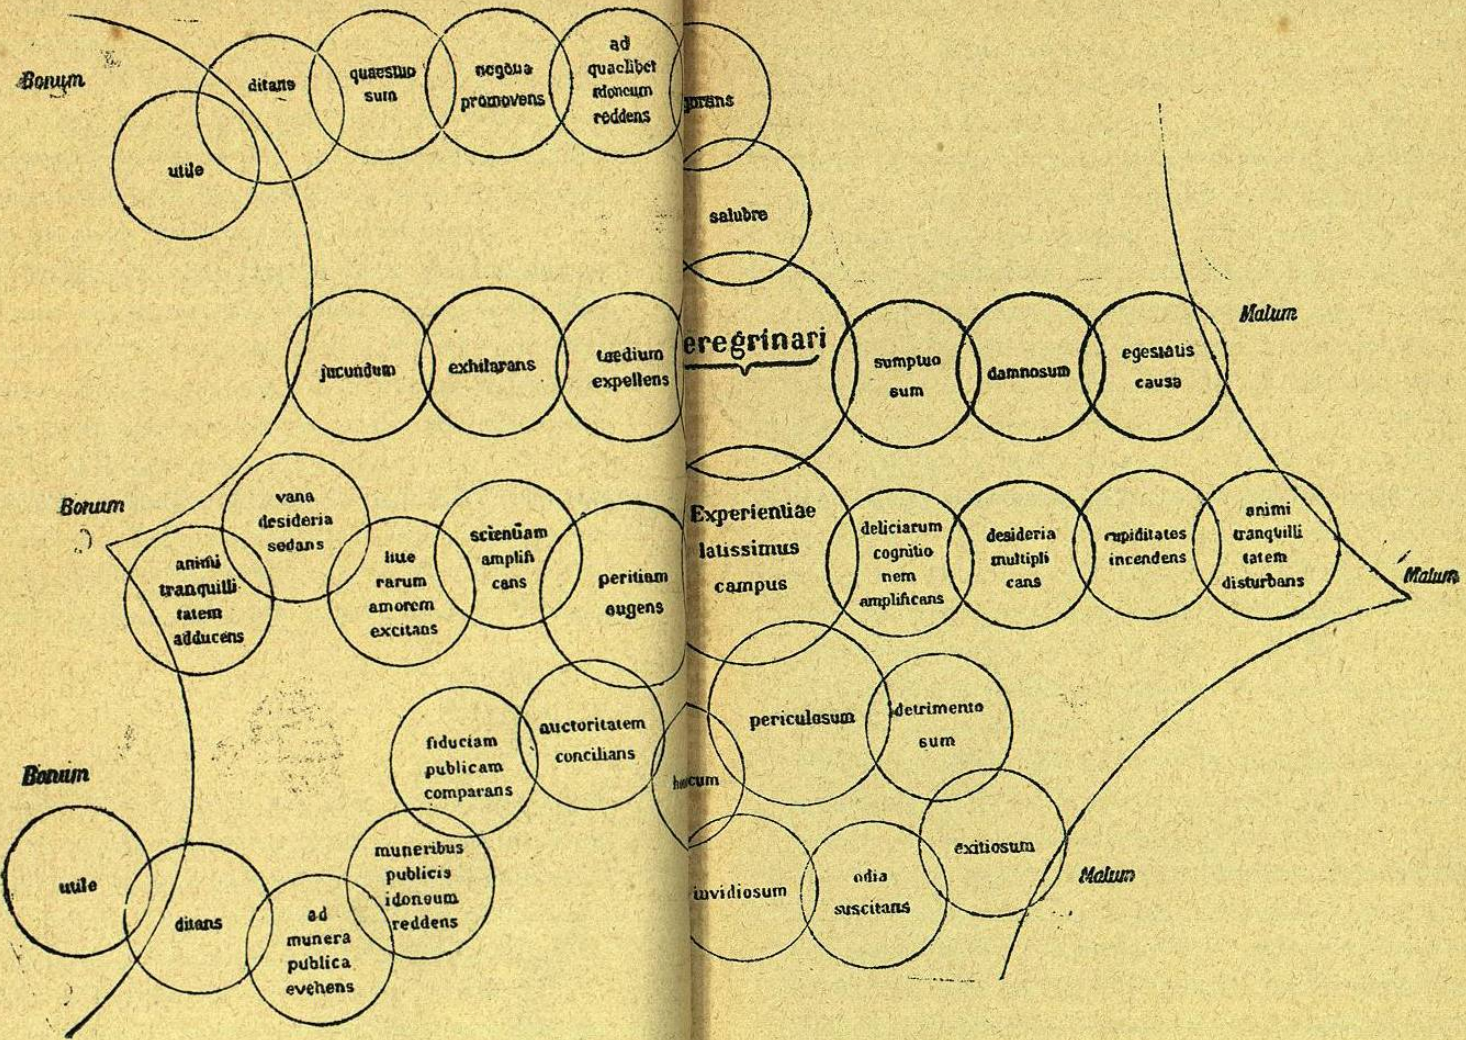 Bonum
utile
ditans
quaestuo
sum
negotia
promovens
ad
quaelibet
idoneum
reddens
orans
salubre
eregrinari
jucundum
exhilarans
taedium
expellens
sumptuo
sum
damnosum
egestatis
causa
Malum
Bonum
animi
tranquilli
tatem
adducens
vana
desideria
sedans
litte
rarum
amorem
excitans
scientiam
amplifi
cans
peritiam
augens
Experientiae
latissimus
campus
deliciarum
cognitio
nem
amplificans
desideria
multipli
cans
cupiditates
incendens
animi
tranquilli
tatem
disturbans
Malum
Bonum
utile
ditans
ad
munera
publica
evehens
muneribus
publicis
idoneum
reddens
fiduciam
publicam
comparans
auctoritatem
concilians
periculosum
detrimento
sum
exitiosum
invidiosum
odia
suscitans
Malum